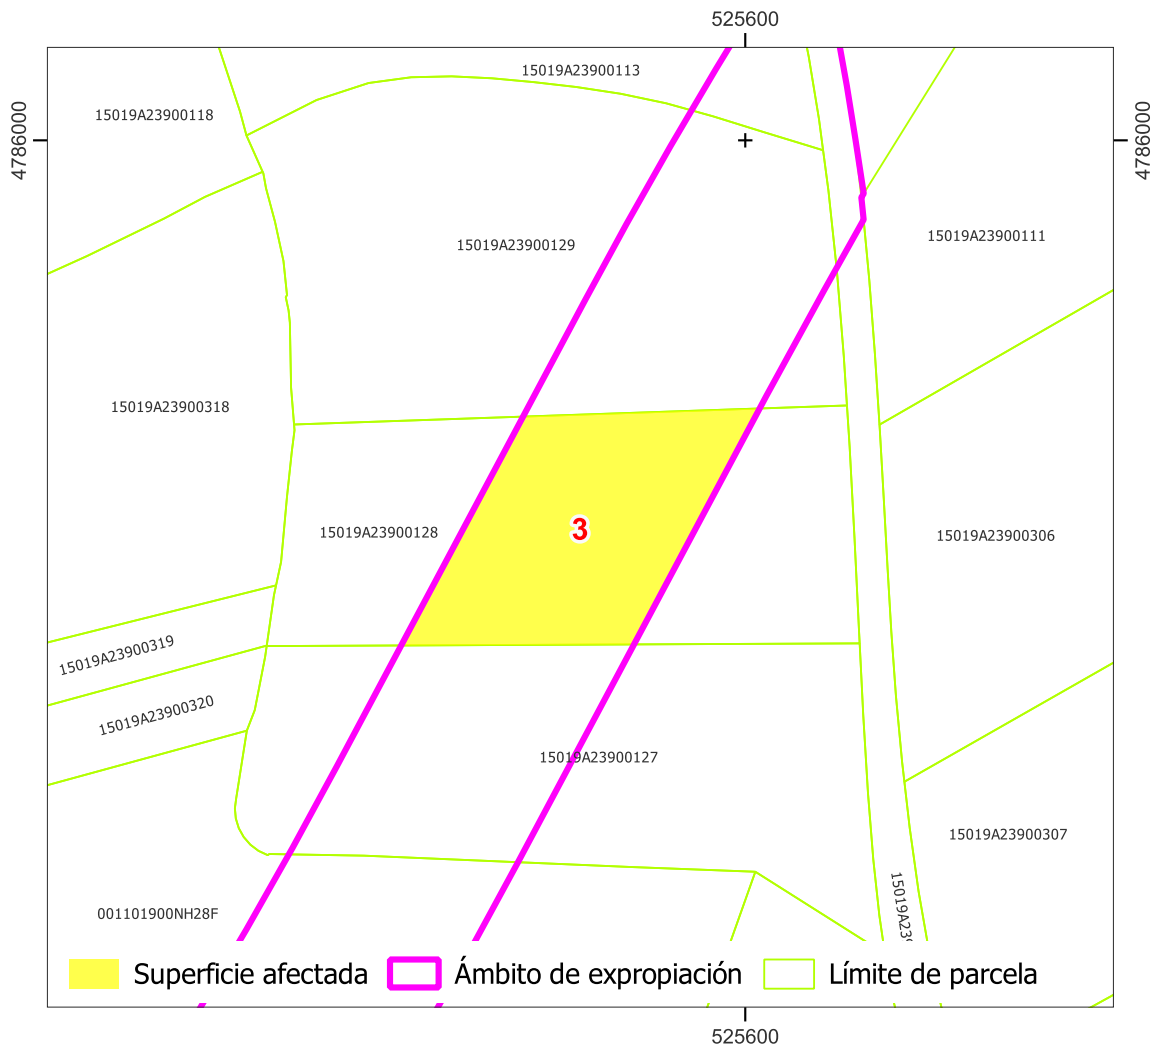 525600
15019A23900113
15019A23900118
4786000
4786000
15019A23900129
15019A23900111
15019A23900318
3
15019A23900128
15019A23900306
15019A23900319
15019A23900320
15019A23900127
15019A23900307
15019A239
001101900NH28F
Superficie afectada
Ámbito de expropiación
Límite de parcela
525600